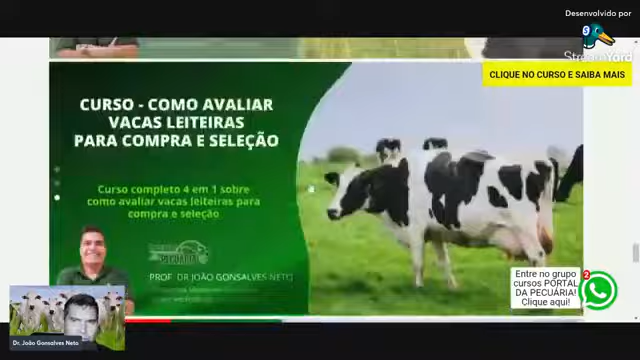 Desenvolvido por
StreamYard
CLIQUE NO CURSO E SAIBA MAIS
CURSO - COMO AVALIAR
VACAS LEITEIRAS
PARA COMPRA E SELEÇÃO
Curso completo 4 em 1 sobre
como avaliar vacas leiteiras para
compra e seleção
PECUÁRIA
PROF. DR JOÃO GONSALVES NETO
Entre no grupo
cursos PORTAL
DA PECUÁRIA!
Clique aqui!
2
Dr. João Gonsalves Neto